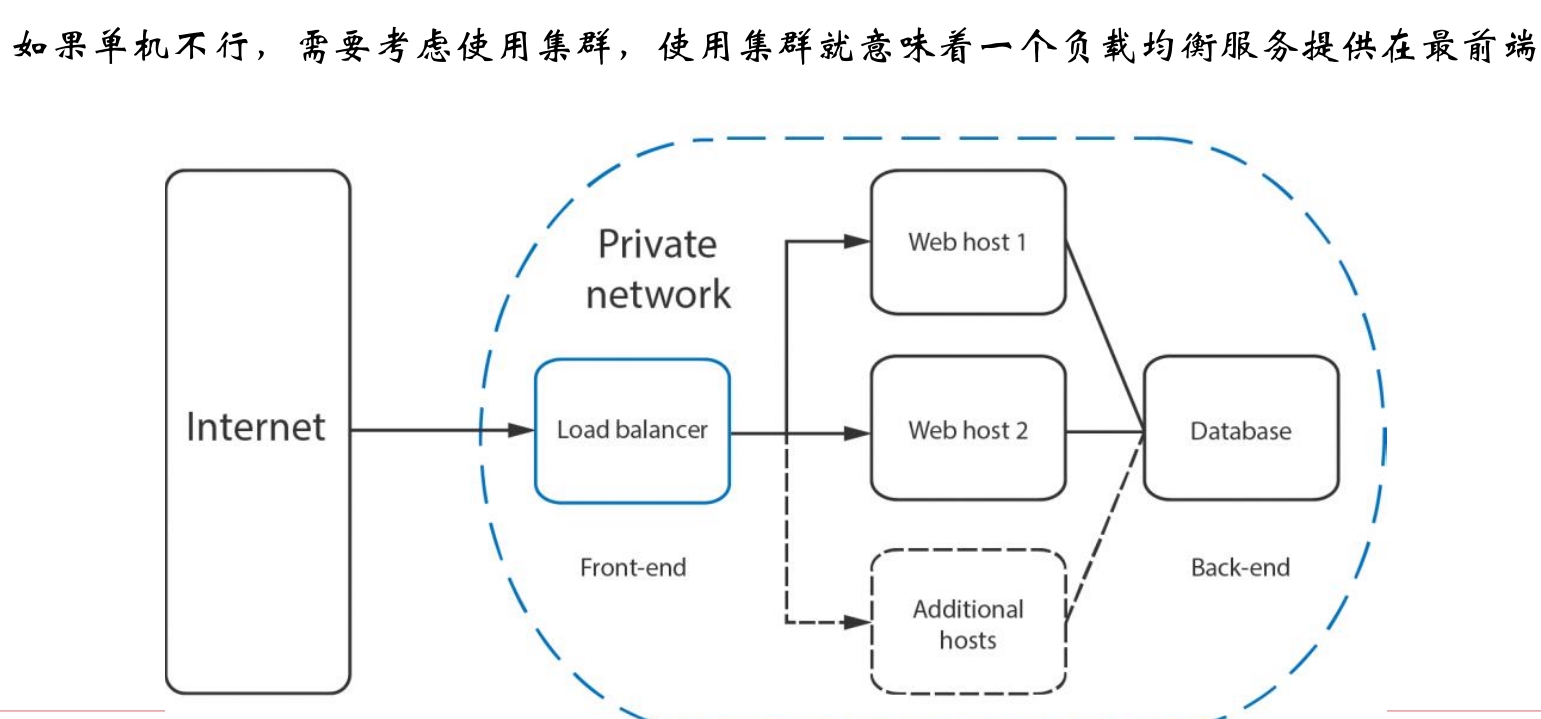 如果单机不行，需要考虑使用集群，使用集群就意味着一个负载均衡服务提供在最前端
Private
network
Internet
Load balancer
Front-end
Web host 1
Web host 2
Additional
hosts
Database
Back-end